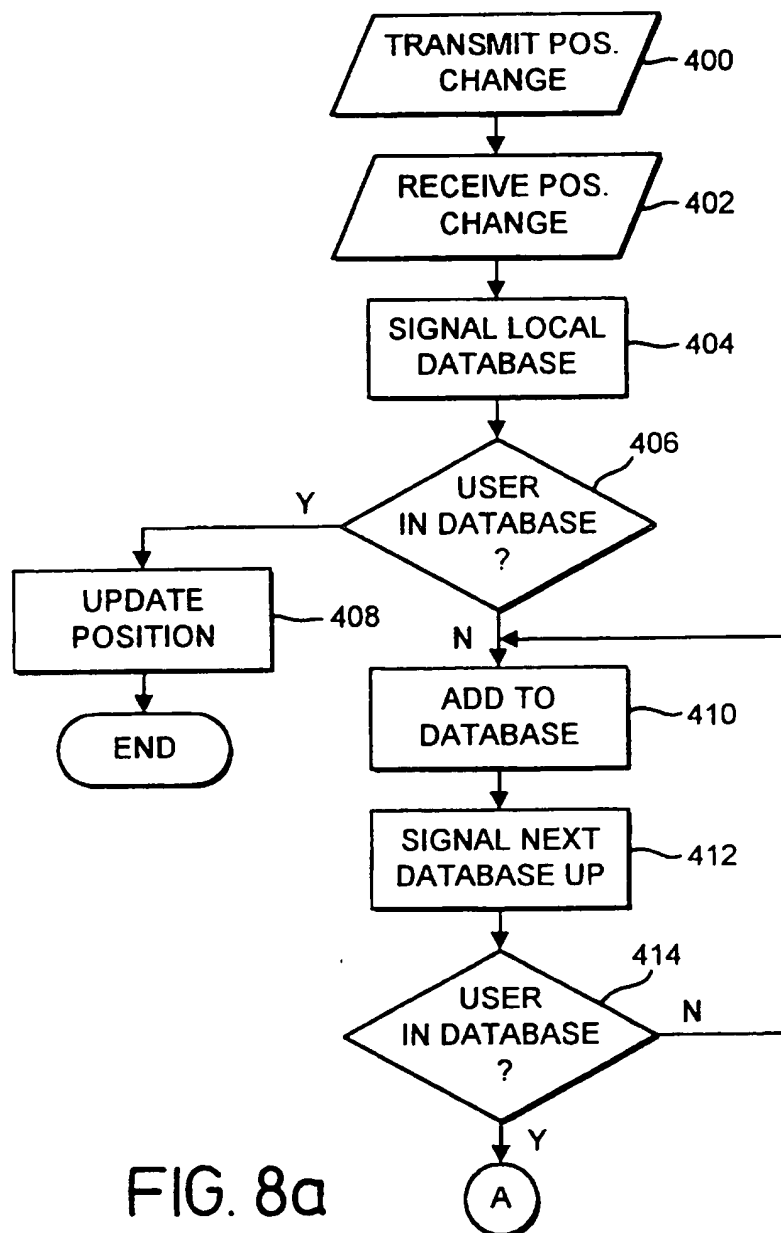 TRANSMIT POS.
CHANGE
400
RECEIVE POS.
CHANGE
402
SIGNAL LOCAL
DATABASE
404
406
USER
IN DATABASE
?
Y
UPDATE
POSITION
408
N
END
ADD TO
DATABASE
410
SIGNAL NEXT
DATABASE UP
412
414
USER
IN DATABASE
?
N
Y
A
FIG. 8a